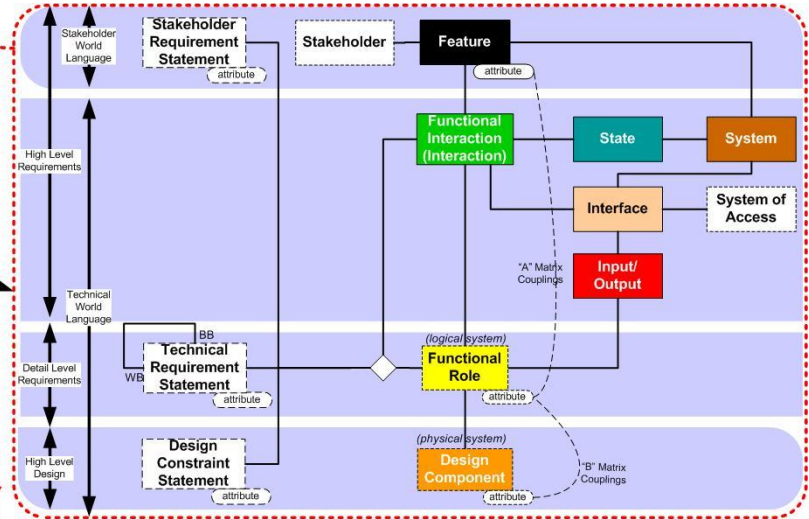 Stakeholder
World
Language
Stakeholder
Requirement
Statement
attribute
Stakeholder
Feature
attribute
High Level
Requirements
Functional
Interaction
(Interaction)
State
System
Interface
System of
Access
"A" Matrix
Couplings
Input/
Output
Technical
World
Language
Detail Level
Requirements
BB
WB
Technical
Requirement
Statement
attribute
(logical system)
Functional
Role
attribute
High Level
Design
Design
Constraint
Statement
attribute
(physical system)
Design
Component
attribute
"B" Matrix
Couplings